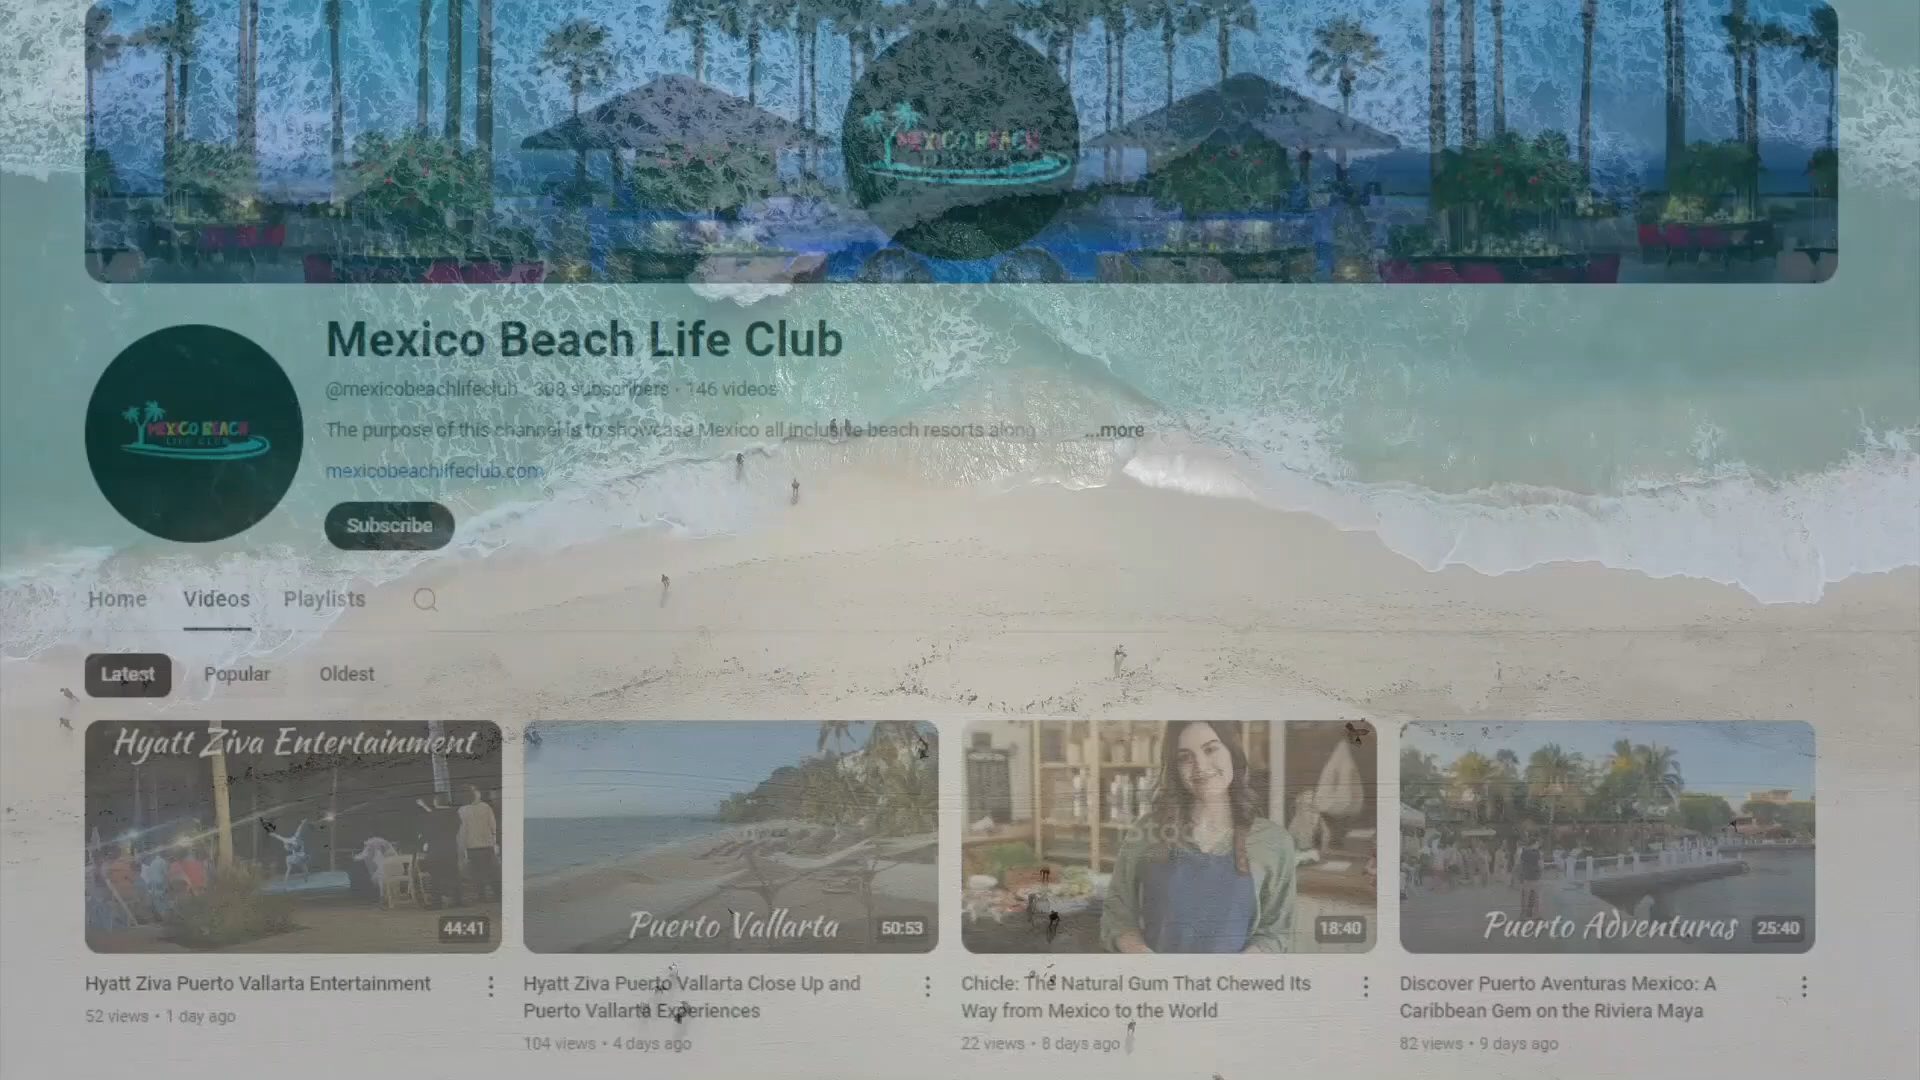 MEXICO BEACH
Mexico Beach Life Club
@mexicobeachlifeclub · 308 subscribers · 146 videos
The purpose of this channel is to showcase Mexico all inclusive beach resorts along ...more
MEXICO BEACH
LIFE CLUB
mexicobeachlifeclub.com
Subscribe
Home Videos Playlists
Latest Popular Oldest
Hyatt Ziva Entertainment
44:41
Puerto Vallarta 50:53
iStock
18:40
Puerto Adventuras 25:40
Hyatt Ziva Puerto Vallarta Entertainment
52 views • 1 day ago
Hyatt Ziva Puerto Vallarta Close Up and
Puerto Vallarta Experiences
104 views • 4 days ago
Chicle: The Natural Gum That Chewed Its
Way from Mexico to the World
22 views • 8 days ago
Discover Puerto Aventuras Mexico: A
Caribbean Gem on the Riviera Maya
82 views • 9 days ago